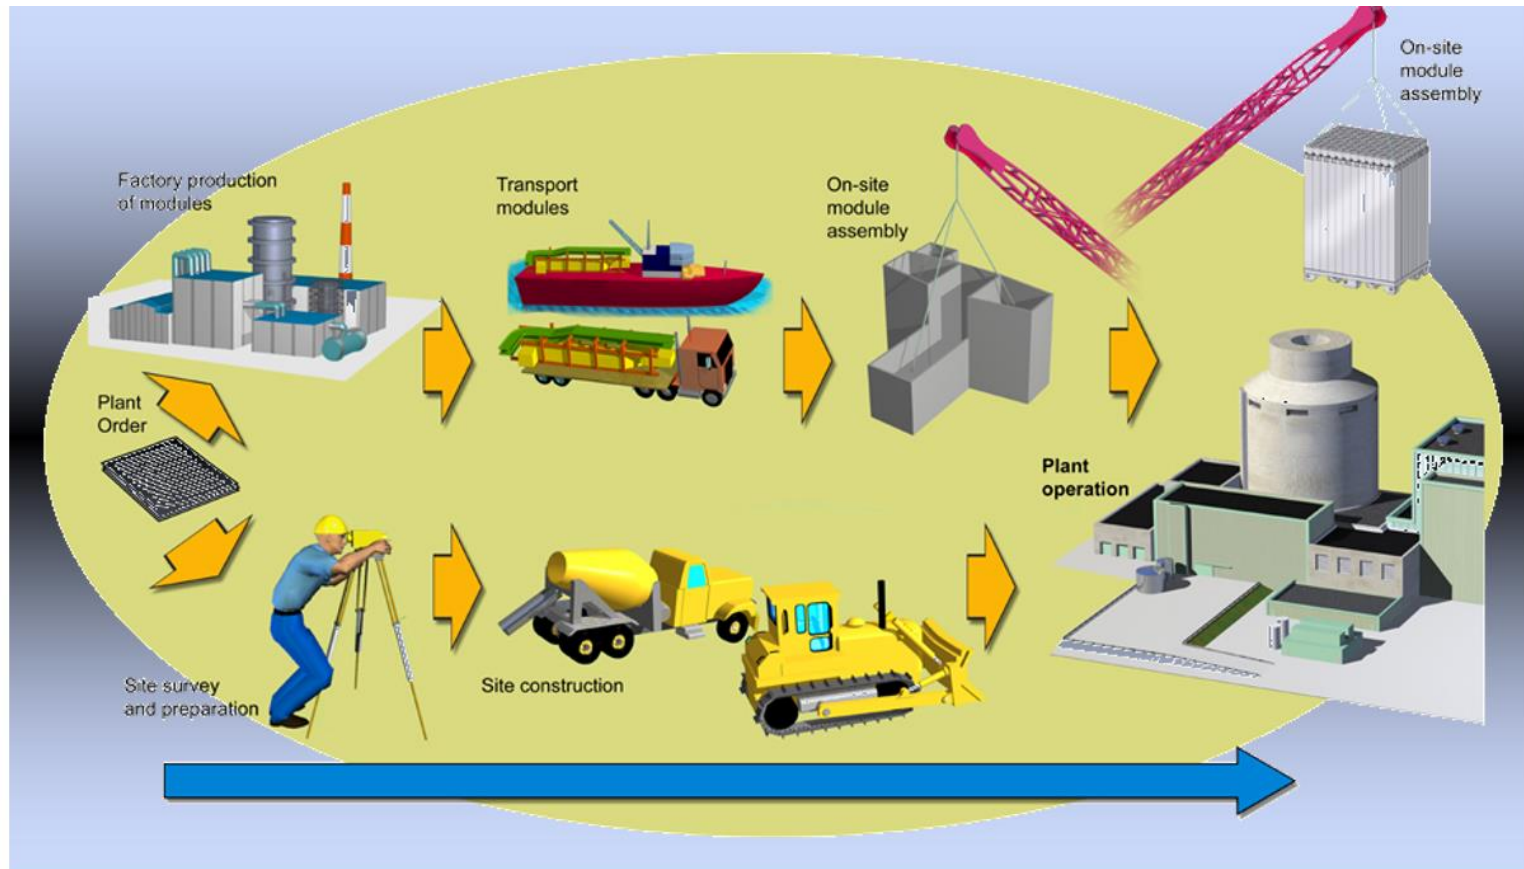 On-site
module
assembly
Factory production
of modules
Transport
modules
On-site
module
assembly
Plant
Order
Plant
operation
Site survey
and preparation
Site construction